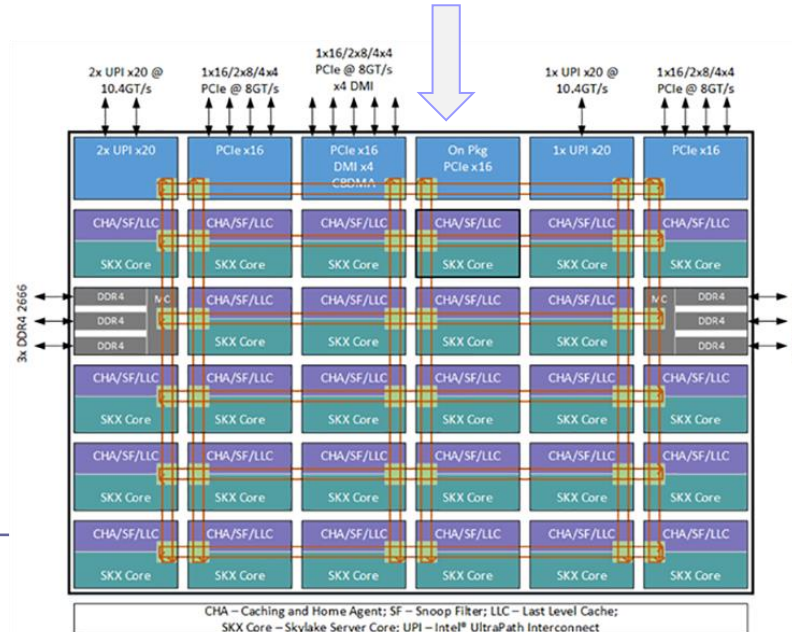 2x UPI x20 @
10.4GT/s
1x16/2x8/4x4
PCIe @ 8GT/s
1x16/2x8/4x4
PCIe @ 8GT/s
x4 DMI
1x UPI x20 @
10.4GT/s
1x16/2x8/4x4
PCIe @ 8GT/s
2x UPI x20
PCIe x16
PCIe x16
DMI x4
CBDMA
On Pkg
PCIe x16
1x UPI x20
PCIe x16
CHA/SF/LLC CHA/SF/LLC CHA/SF/LLC CHA/SF/LLC CHA/SF/LLC CHA/SF/LLC
SKX Core SKX Core SKX Core SKX Core SKX Core SKX Core
3x DDR4 2666
DDR4 MC CHA/SF/LLC CHA/SF/LLC CHA/SF/LLC CHA/SF/LLC MC DDR4
DDR4 SKX Core SKX Core SKX Core SKX Core DDR4
DDR4 DDR4
CHA/SF/LLC CHA/SF/LLC CHA/SF/LLC CHA/SF/LLC CHA/SF/LLC CHA/SF/LLC
SKX Core SKX Core SKX Core SKX Core SKX Core SKX Core
CHA/SF/LLC CHA/SF/LLC CHA/SF/LLC CHA/SF/LLC CHA/SF/LLC CHA/SF/LLC
SKX Core SKX Core SKX Core SKX Core SKX Core SKX Core
CHA/SF/LLC CHA/SF/LLC CHA/SF/LLC CHA/SF/LLC CHA/SF/LLC CHA/SF/LLC
SKX Core SKX Core SKX Core SKX Core SKX Core SKX Core
CHA – Caching and Home Agent; SF – Snoop Filter; LLC – Last Level Cache;
SKX Core – Skylake Server Core; UPI – Intel® UltraPath Interconnect